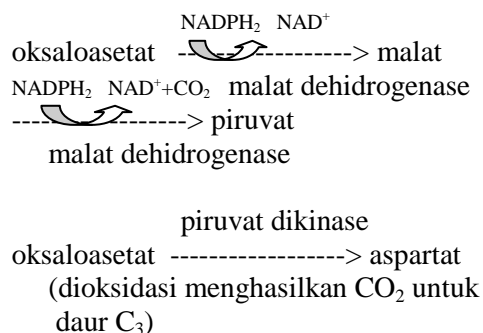 NADPH₂ NAD⁺
oksaloasetat ------------------> malat
NADPH₂ NAD⁺+CO₂ malat dehidrogenase
------------------> piruvat
malat dehidrogenase
piruvat dikinase
oksaloasetat ------------------> aspartat
(dioksidasi menghasilkan CO₂ untuk
daur C₃)